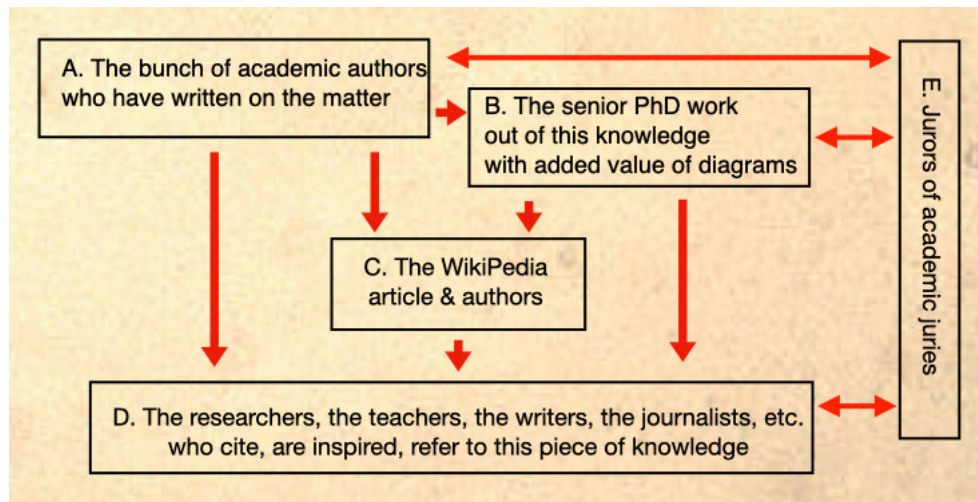 A. The bunch of academic authors
who have written on the matter
B. The senior PhD work
out of this knowledge
with added value of diagrams
C. The WikiPedia
article & authors
D. The researchers, the teachers, the writers, the journalists, etc.
who cite, are inspired, refer to this piece of knowledge
E. Jurors of academic juries